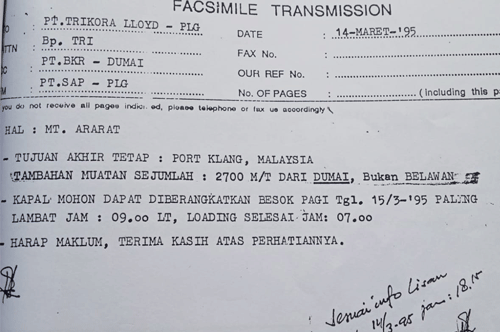 FACSIMILE TRANSMISSION
PT.TRIKORA LLOYD - PLG
DATE 14-MARET-'95
ATTN Bp. TRI
FAX No.
PT.BKR - DUMAI
OUR REF No.
PT.SAP - PLG
No. OF PAGES (Including this p
you do not receive all pages indicated, please telephone or fax us accordingly
HAL : MT. ARARAT
- TUJUAN AKHIR TETAP : PORT KLANG, MALAYSIA
TAMBAHAN MUATAN SEJUMLAH : 2700 M/T DARI DUMAI, Bukan BELAWAN
- KAPAL MOHON DAPAT DIBERANGKATKAN BESOK PAGI Tgl. 15/3-'95 PALING
LAMBAT JAM : 09.00 LT, LOADING SELESAI JAM: 07.00
- HARAP MAKLUM, TERIMA KASIH ATAS PERHATIANNYA.
Sesuai info Lisan
14/3-95 jam : 18.15